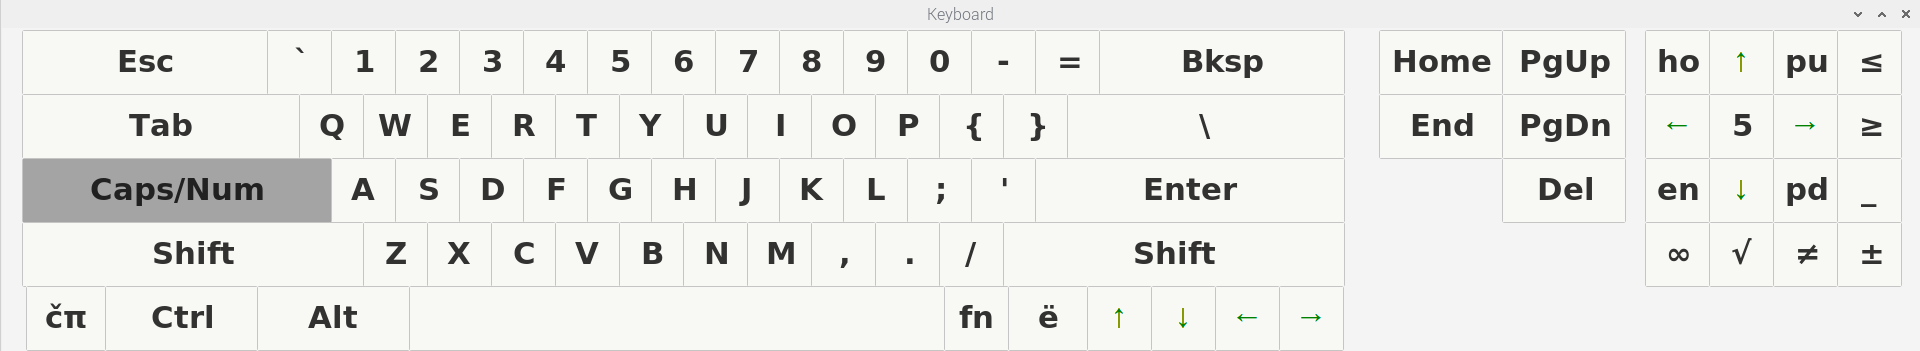 Keyboard
Esc ` 1 2 3 4 5 6 7 8 9 0 - = Bksp Home PgUp ho ↑ pu ≤
Tab Q W E R T Y U I O P { } \ End PgDn ← 5 → ≥
Caps/Num A S D F G H J K L ; ' Enter Del en ↓ pd _
Shift Z X C V B N M , . / Shift ∞ √ ≠ ±
čπ Ctrl Alt fn ë ↑ ↓ ← →